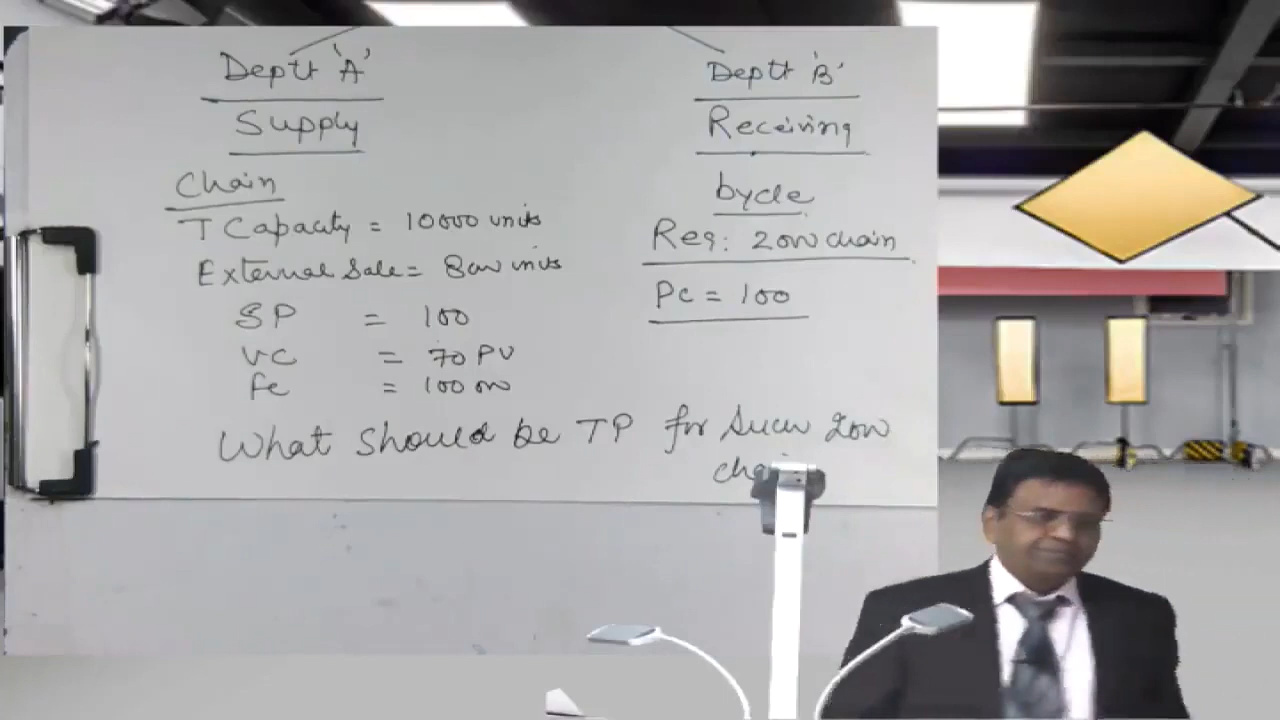 Deptt 'A'
Deptt 'B'
Supply
Receiving
Chain
bycle
T Capacity = 10000 units
Req: 2000 chain
External Sale = 8000 units
PC = 100
SP = 100
VC = 70 PU
FC = 100000
What should be TP for such 2000